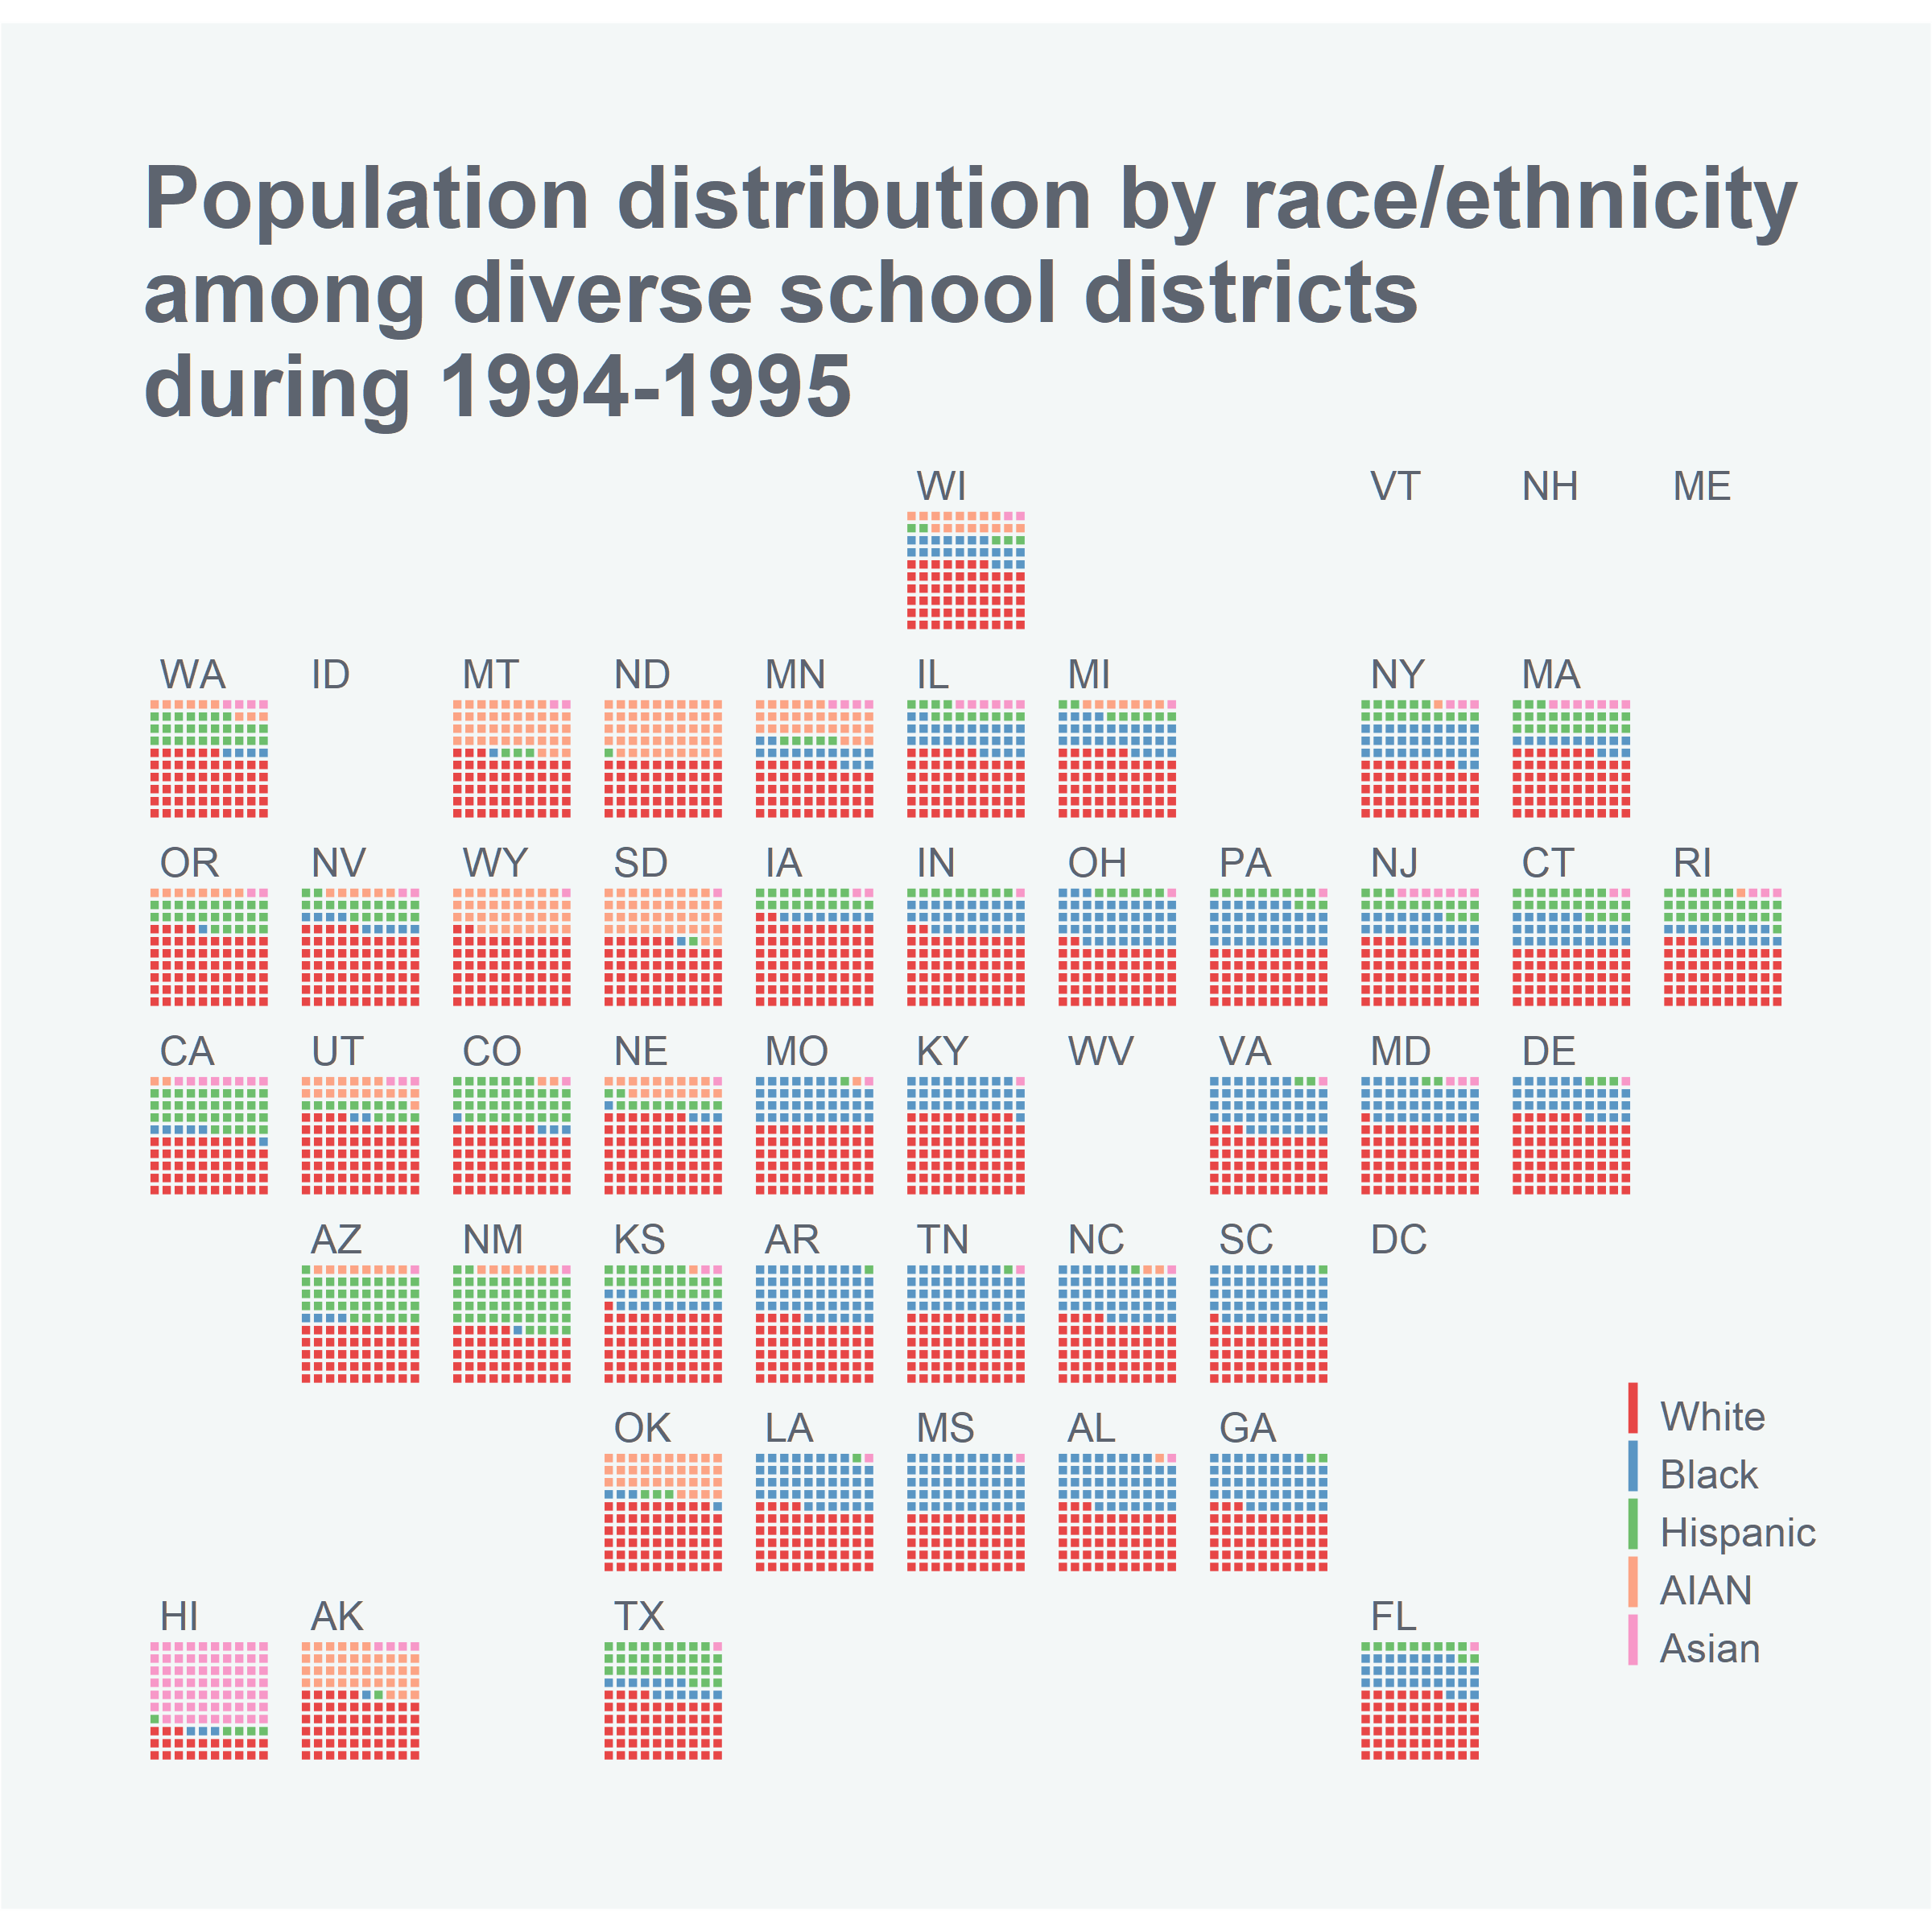 Population distribution by race/ethnicity
among diverse school districts
during 1994-1995
WI VT NH ME
WA ID MT ND MN IL MI NY MA
OR NV WY SD IA IN OH PA NJ CT RI
CA UT CO NE MO KY WV VA MD DE
AZ NM KS AR TN NC SC DC
OK LA MS AL GA
HI AK TX FL
White
Black
Hispanic
AIAN
Asian